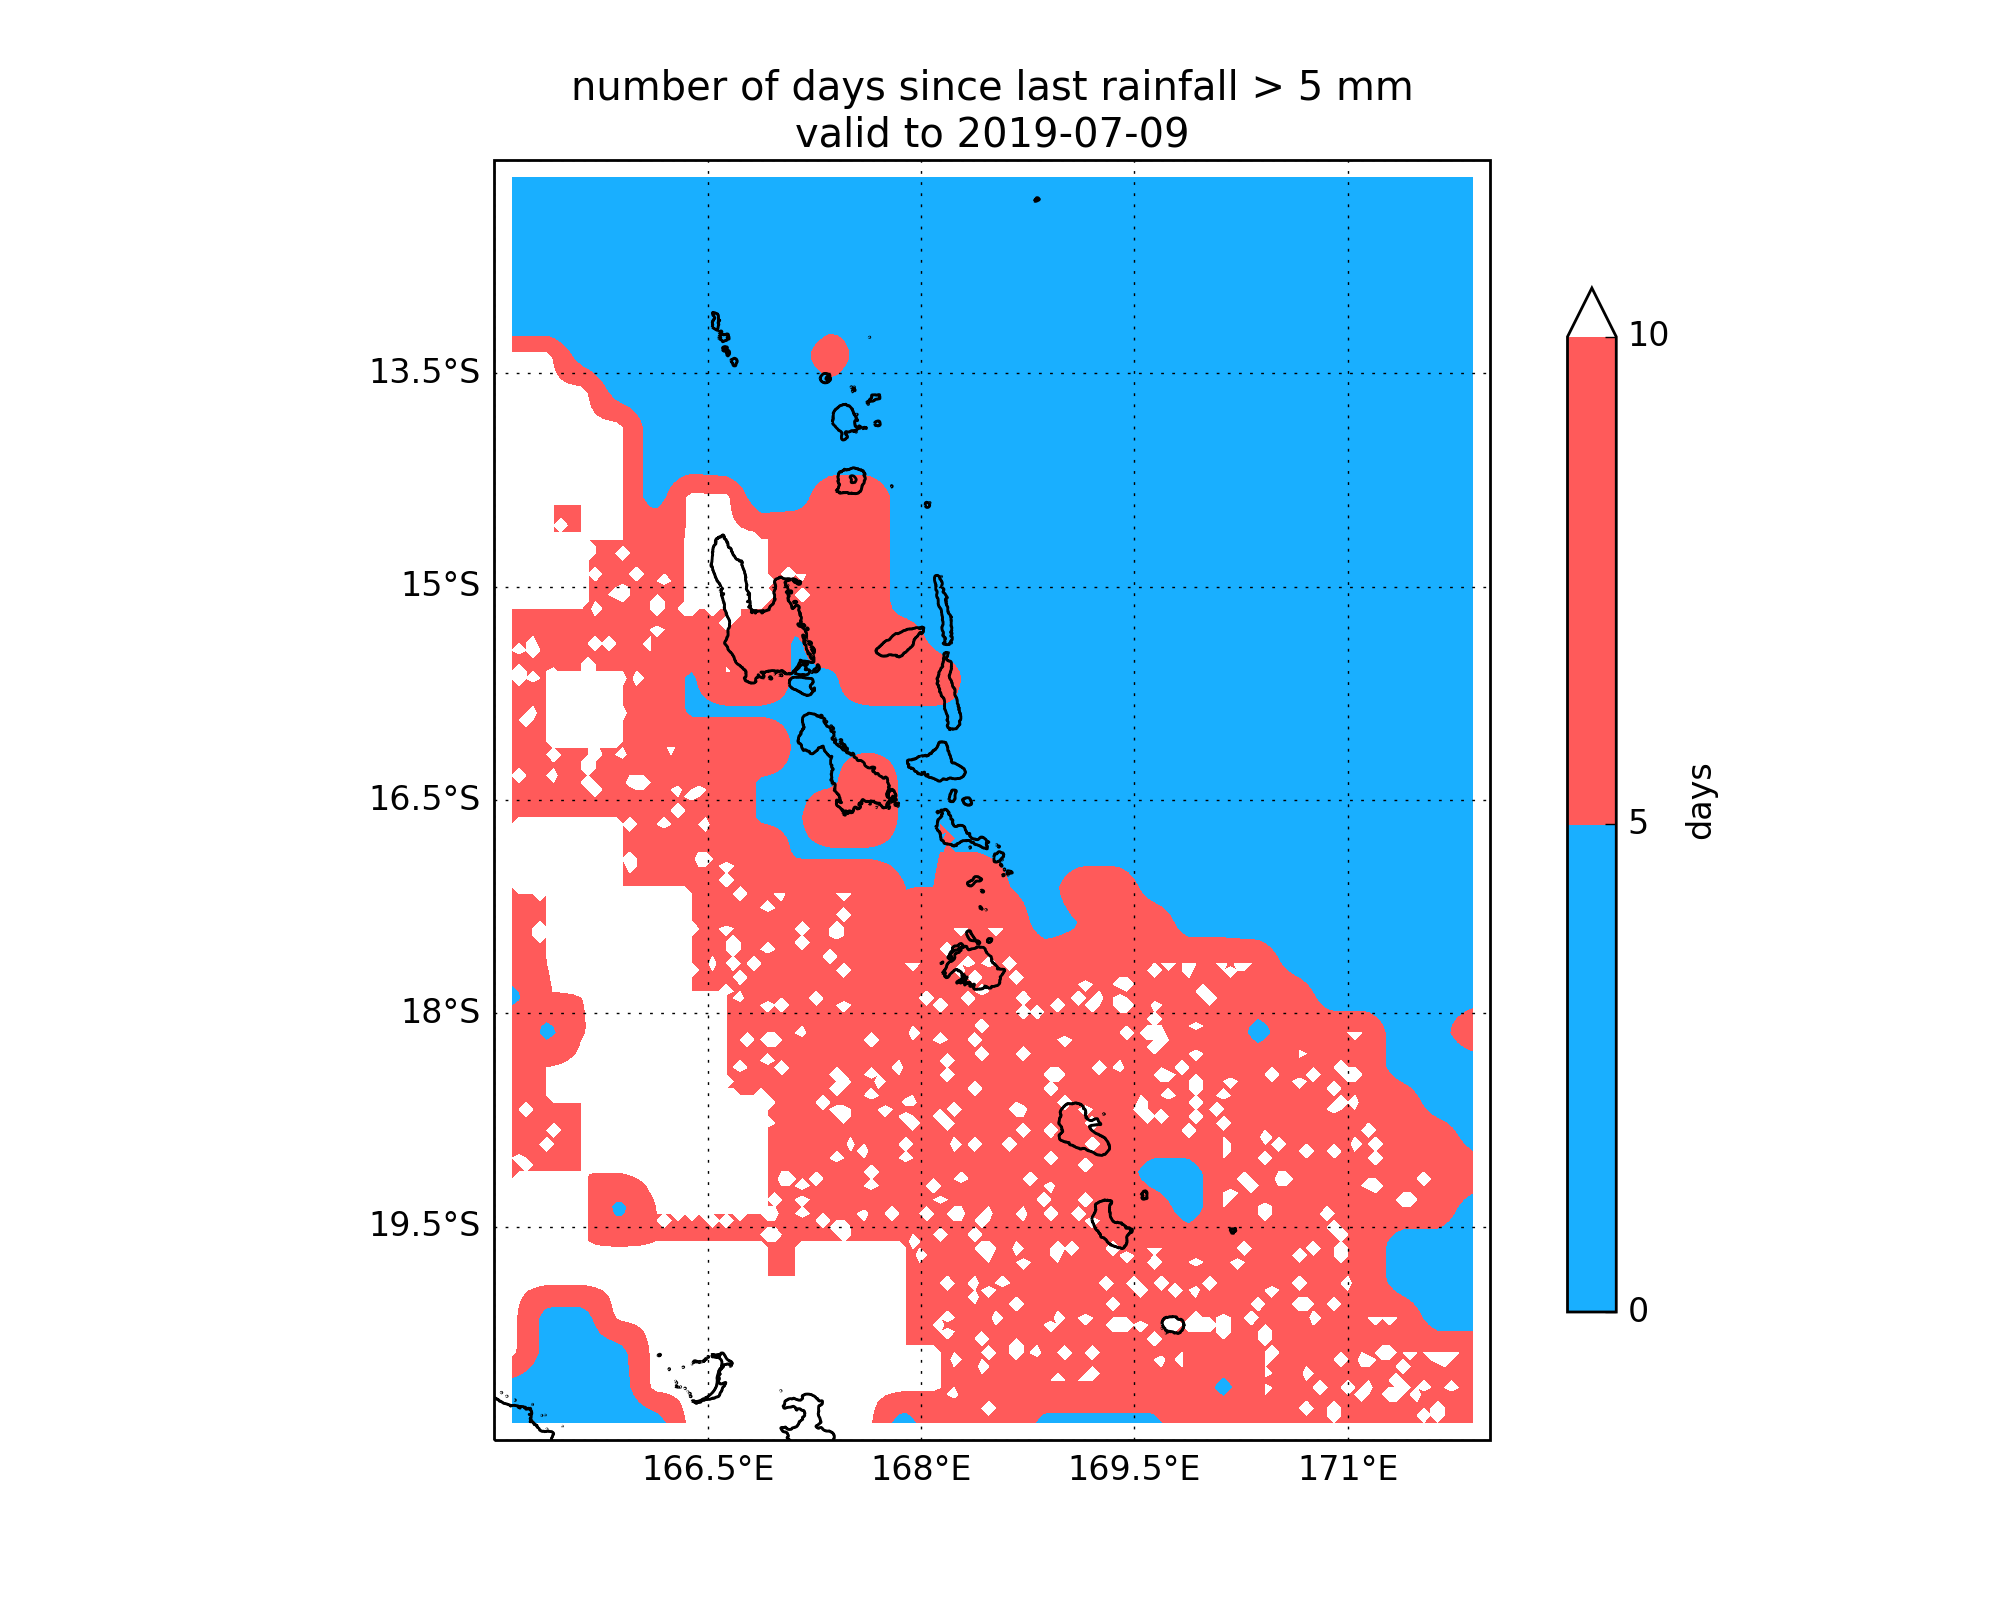 number of days since last rainfall > 5 mm
valid to 2019-07-09
13.5°S
15°S
16.5°S
18°S
19.5°S
166.5°E
168°E
169.5°E
171°E
10
5
0
days